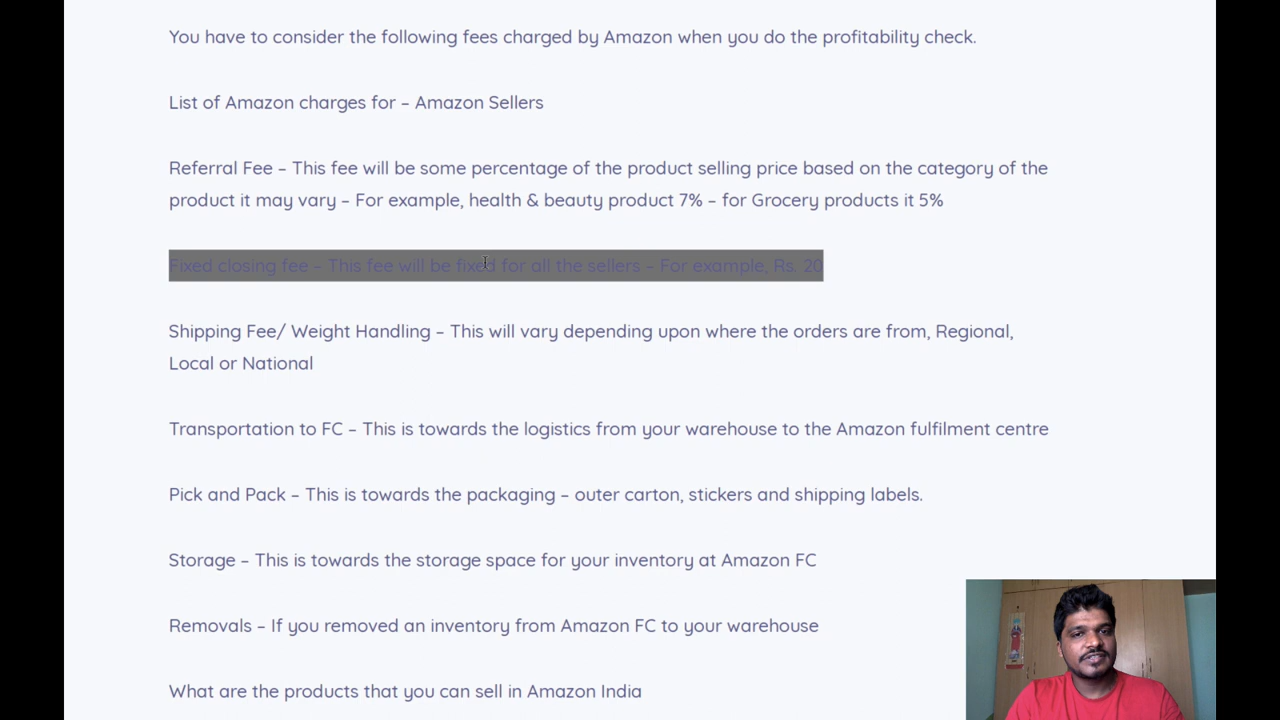 You have to consider the following fees charged by Amazon when you do the profitability check.
List of Amazon charges for – Amazon Sellers
Referral Fee – This fee will be some percentage of the product selling price based on the category of the
product it may vary – For example, health & beauty product 7% – for Grocery products it 5%
Fixed closing fee – This fee will be fixed for all the sellers – For example, Rs. 20
Shipping Fee/ Weight Handling – This will vary depending upon where the orders are from, Regional,
Local or National
Transportation to FC – This is towards the logistics from your warehouse to the Amazon fulfilment centre
Pick and Pack – This is towards the packaging – outer carton, stickers and shipping labels.
Storage – This is towards the storage space for your inventory at Amazon FC
Removals – If you removed an inventory from Amazon FC to your warehouse
What are the products that you can sell in Amazon India